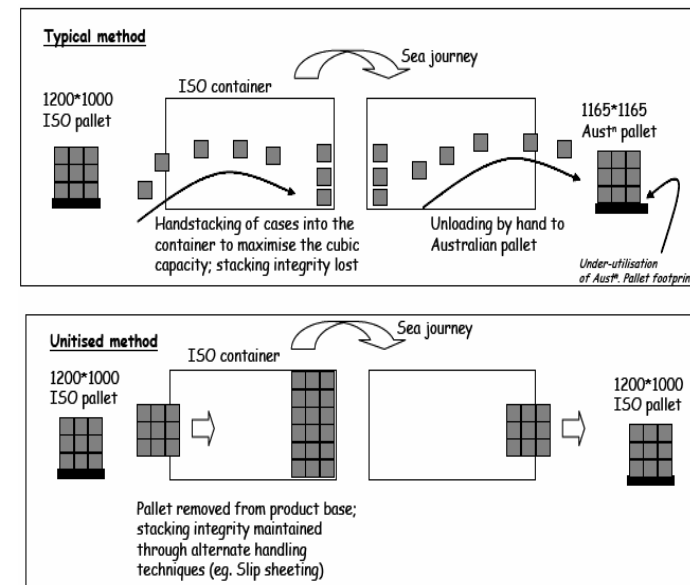 Typical method
Sea journey
ISO container
1200*1000
ISO pallet
1165*1165
Austⁿ pallet
Handstacking of cases into the
container to maximise the cubic
capacity; stacking integrity lost
Unloading by hand to
Australian pallet
Under-utilisation
of Austⁿ. Pallet footprin
Unitised method
Sea journey
ISO container
1200*1000
ISO pallet
1200*1000
ISO pallet
Pallet removed from product base;
stacking integrity maintained
through alternate handling
techniques (eg. Slip sheeting)